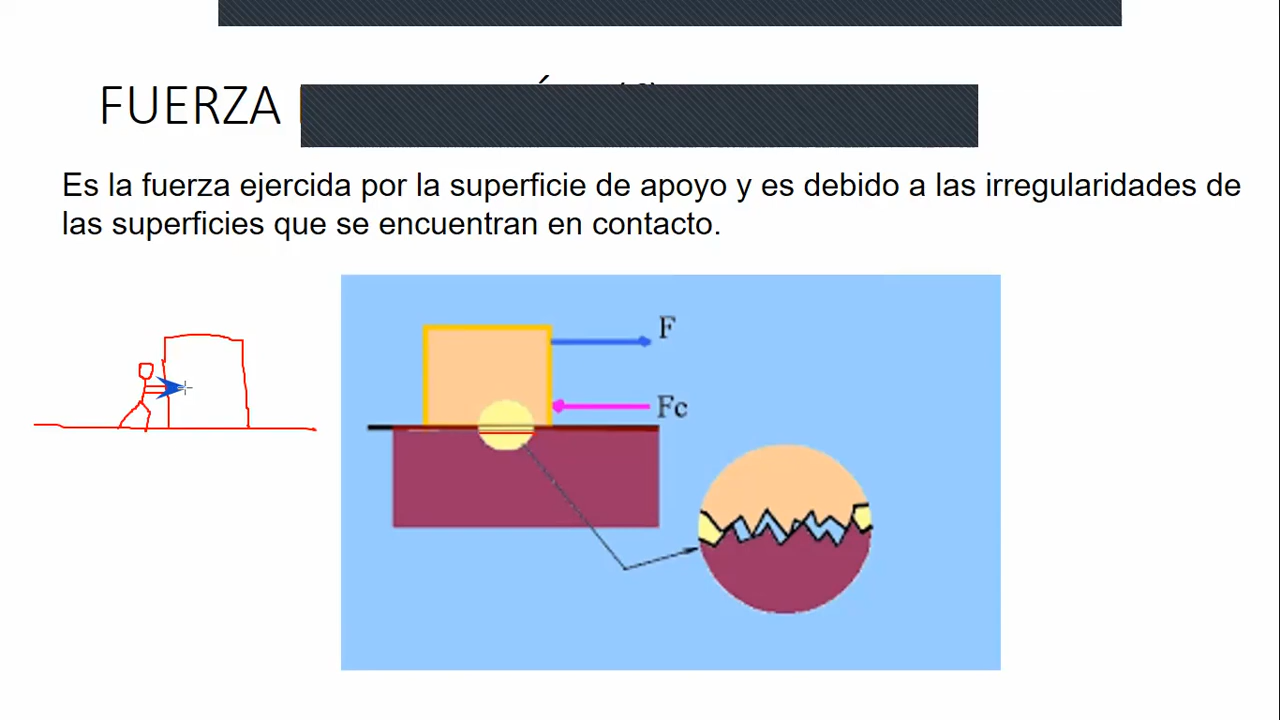 FUERZA
Es la fuerza ejercida por la superficie de apoyo y es debido a las irregularidades de
las superficies que se encuentran en contacto.
F
Fc